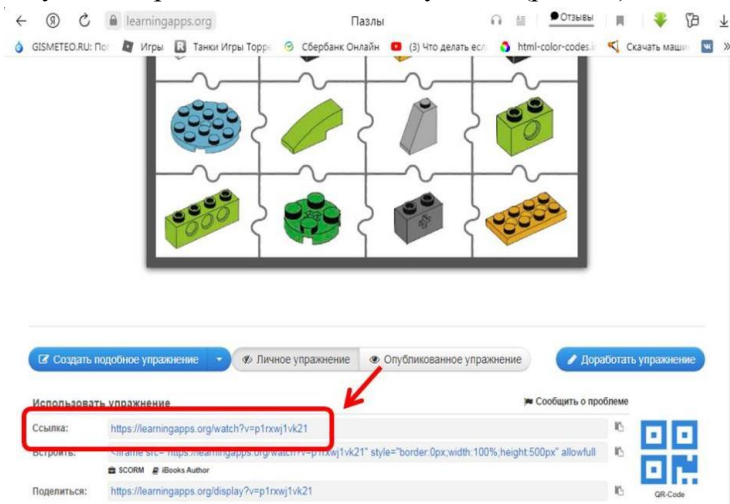 learningapps.org Пазлы Отзывы
GISMETEO.RU: По Игры Танки Игры Торр Сбербанк Онлайн (3) Что делать есл html-color-codes.i Скачать маши »
Создать подобное упражнение Личное упражнение Опубликованное упражнение Доработать упражнение
Использовать упражнение Сообщить о проблеме
Ссылка: https://learningapps.org/watch?v=p1rxwj1vk21
Встроить: <iframe src="https://learningapps.org/watch?v=p1rxwj1vk21" style="border:0px;width:100%;height:500px" allowfull
SCORM iBooks Author
Поделиться: https://learningapps.org/display?v=p1rxwj1vk21
QR-Code